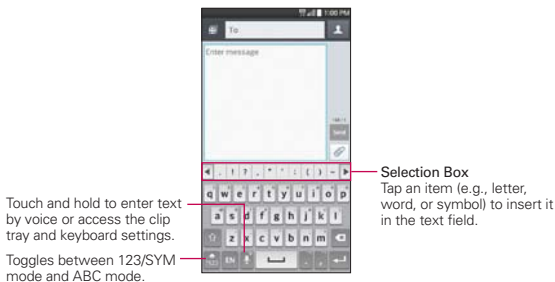 1:00 PM
To
Enter message
Send
. ! ? , " ' : ( ) ~
q w e r t y u i o p
a s d f g h j k l
z x c v b n m
EN . ,
Selection Box
Tap an item (e.g., letter,
word, or symbol) to insert it
in the text field.
Touch and hold to enter text
by voice or access the clip
tray and keyboard settings.
Toggles between 123/SYM
mode and ABC mode.